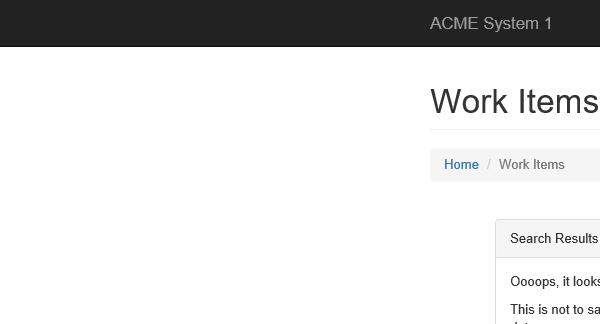 ACME System 1
Work Items
Home / Work Items
Search Results
Oooops, it looks
This is not to sa